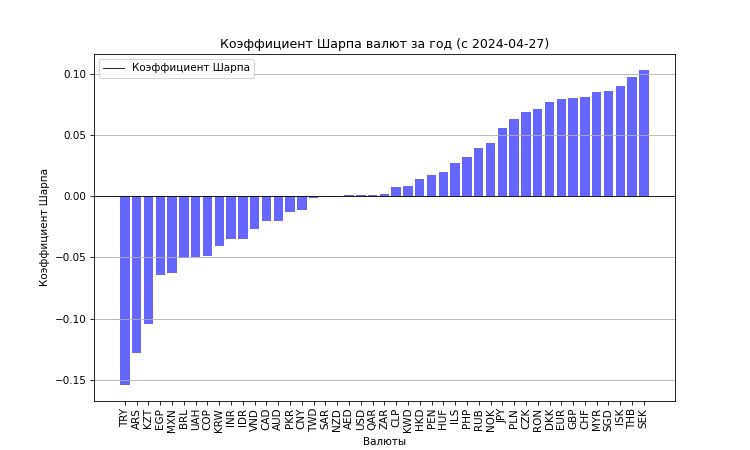 Коэффициент Шарпа валют за год (с 2024-04-27)
Коэффициент Шарпа
0.10
0.05
0.00
−0.05
−0.10
−0.15
Коэффициент Шарпа
TRY ARS KZT EGP MXN BRL UAH COP KRW INR IDR VND CAD AUD PKR CNY TWD SAR NZD AED USD QAR ZAR CLP KWD HKD PEN HUF ILS PHP RUB NOK JPY PLN CZK RON DKK EUR GBP CHF MYR SGD ISK THB SEK
Валюты